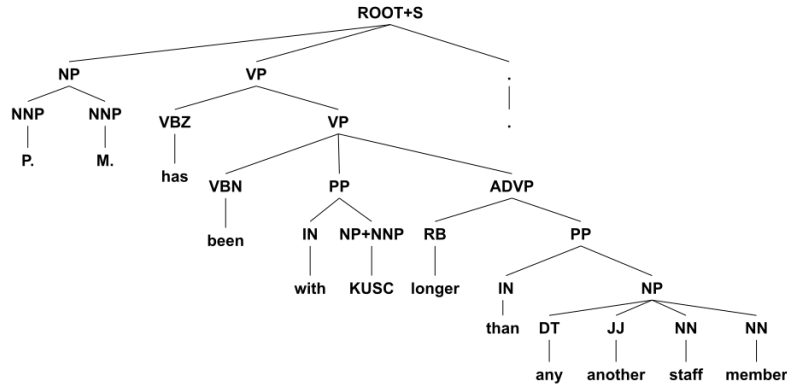 ROOT+S
NP VP .
NNP NNP VBZ VP .
P. M. has
VBN PP ADVP
been IN NP+NNP RB PP
with KUSC longer IN NP
than DT JJ NN NN
any another staff member